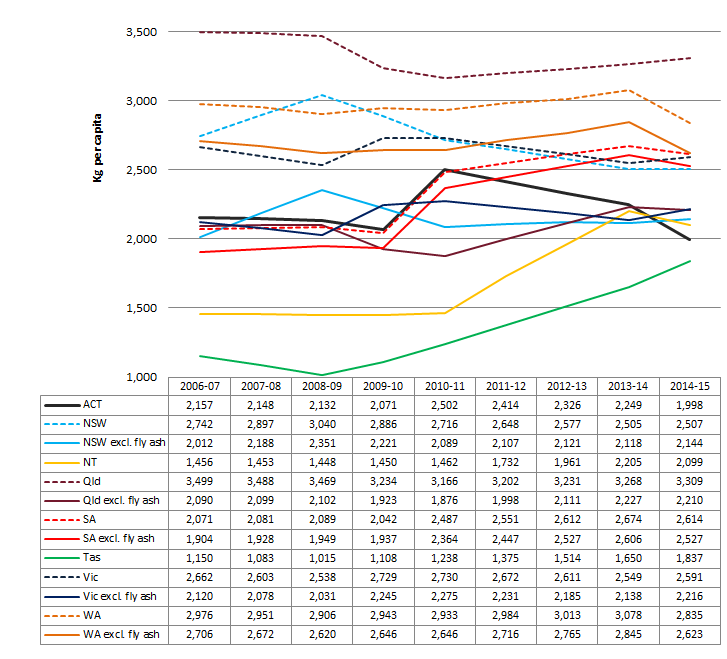 3,500
3,000
2,500
2,000
1,500
1,000
Kg per capita
2006-07 2007-08 2008-09 2009-10 2010-11 2011-12 2012-13 2013-14 2014-15
ACT 2,157 2,148 2,132 2,071 2,502 2,414 2,326 2,249 1,998
NSW 2,742 2,897 3,040 2,886 2,716 2,648 2,577 2,505 2,507
NSW excl. fly ash 2,012 2,188 2,351 2,221 2,089 2,107 2,121 2,118 2,144
NT 1,456 1,453 1,448 1,450 1,462 1,732 1,961 2,205 2,099
Qld 3,499 3,488 3,469 3,234 3,166 3,202 3,231 3,268 3,309
Qld excl. fly ash 2,090 2,099 2,102 1,923 1,876 1,998 2,111 2,227 2,210
SA 2,071 2,081 2,089 2,042 2,487 2,551 2,612 2,674 2,614
SA excl. fly ash 1,904 1,928 1,949 1,937 2,364 2,447 2,527 2,606 2,527
Tas 1,150 1,083 1,015 1,108 1,238 1,375 1,514 1,650 1,837
Vic 2,662 2,603 2,538 2,729 2,730 2,672 2,611 2,549 2,591
Vic excl. fly ash 2,120 2,078 2,031 2,245 2,275 2,231 2,185 2,138 2,216
WA 2,976 2,951 2,906 2,943 2,933 2,984 3,013 3,078 2,835
WA excl. fly ash 2,706 2,672 2,620 2,646 2,646 2,716 2,765 2,845 2,623